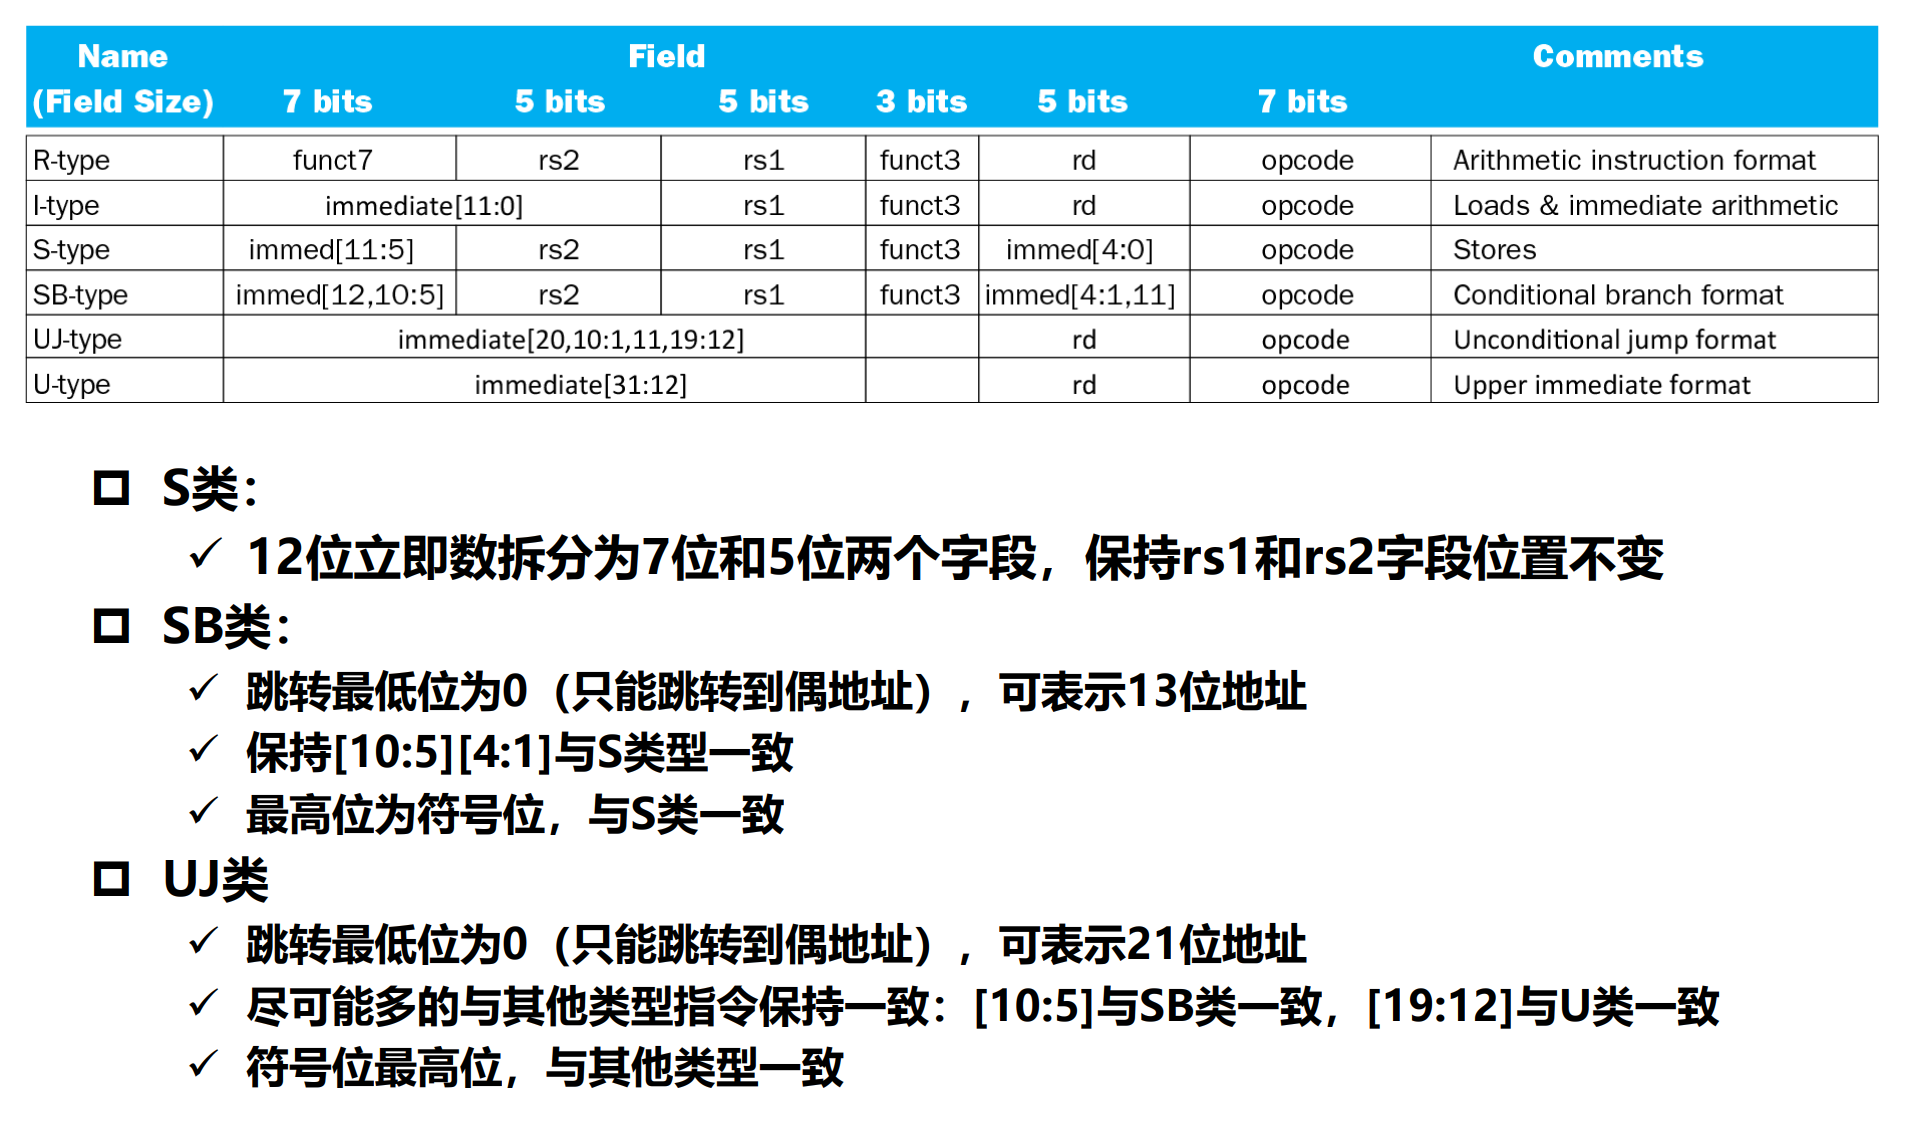 Name Field Comments
(Field Size) 7 bits 5 bits 5 bits 3 bits 5 bits 7 bits
R-type funct7 rs2 rs1 funct3 rd opcode Arithmetic instruction format
I-type immediate[11:0] rs1 funct3 rd opcode Loads & immediate arithmetic
S-type immed[11:5] rs2 rs1 funct3 immed[4:0] opcode Stores
SB-type immed[12,10:5] rs2 rs1 funct3 immed[4:1,11] opcode Conditional branch format
UJ-type immediate[20,10:1,11,19:12] rd opcode Unconditional jump format
U-type immediate[31:12] rd opcode Upper immediate format
S类：
12位立即数拆分为7位和5位两个字段，保持rs1和rs2字段位置不变
SB类：
跳转最低位为0（只能跳转到偶地址），可表示13位地址
保持[10:5][4:1]与S类型一致
最高位为符号位，与S类一致
UJ类
跳转最低位为0（只能跳转到偶地址），可表示21位地址
尽可能多的与其他类型指令保持一致：[10:5]与SB类一致，[19:12]与U类一致
符号位最高位，与其他类型一致